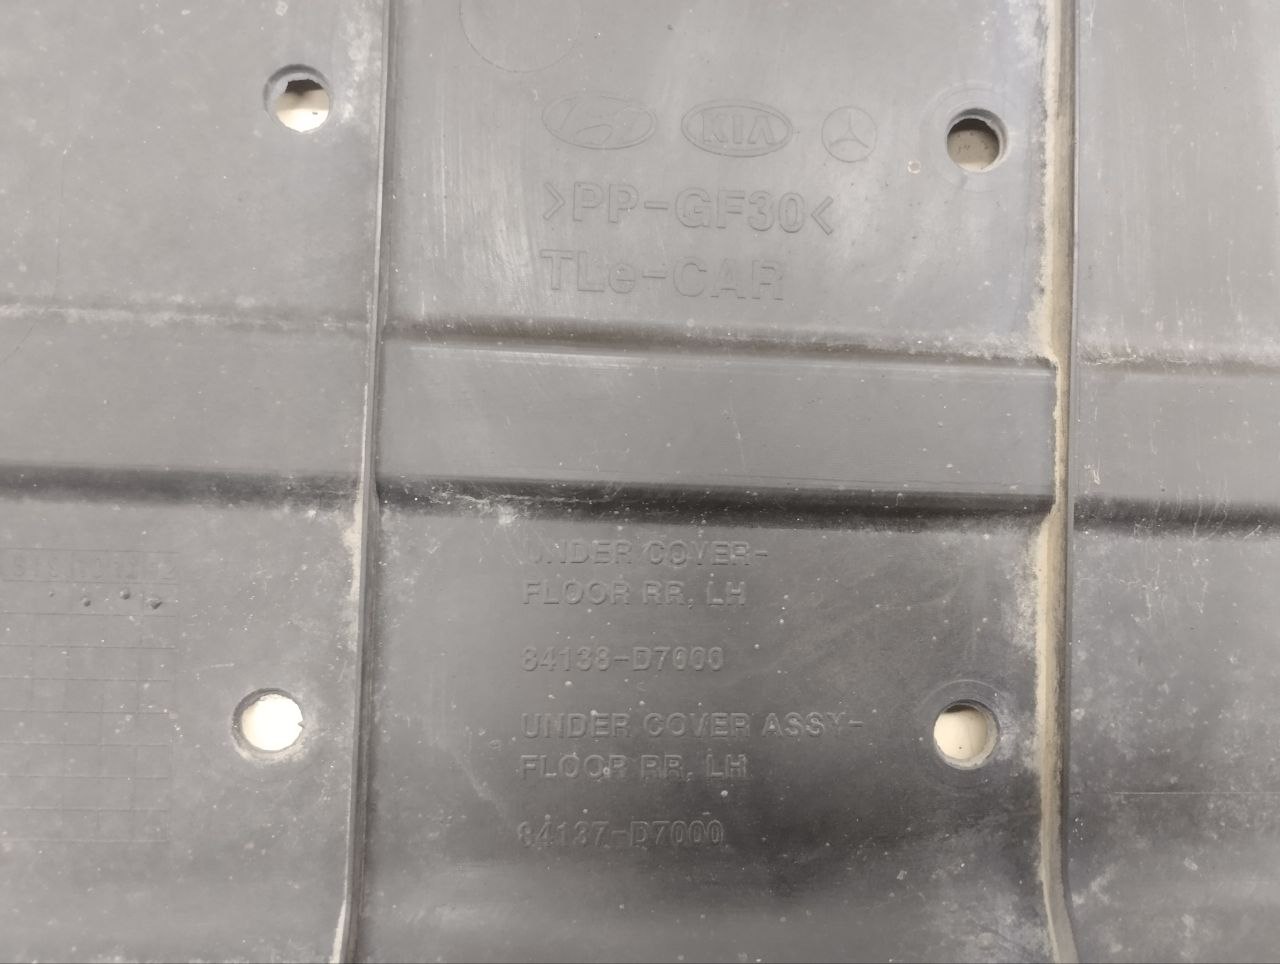 KIA
>PP-GF30<
TLe-CAR
UNDER COVER-
FLOOR RR, LH
84138-D7000
UNDER COVER ASSY-
FLOOR RR, LH
84137-D7000